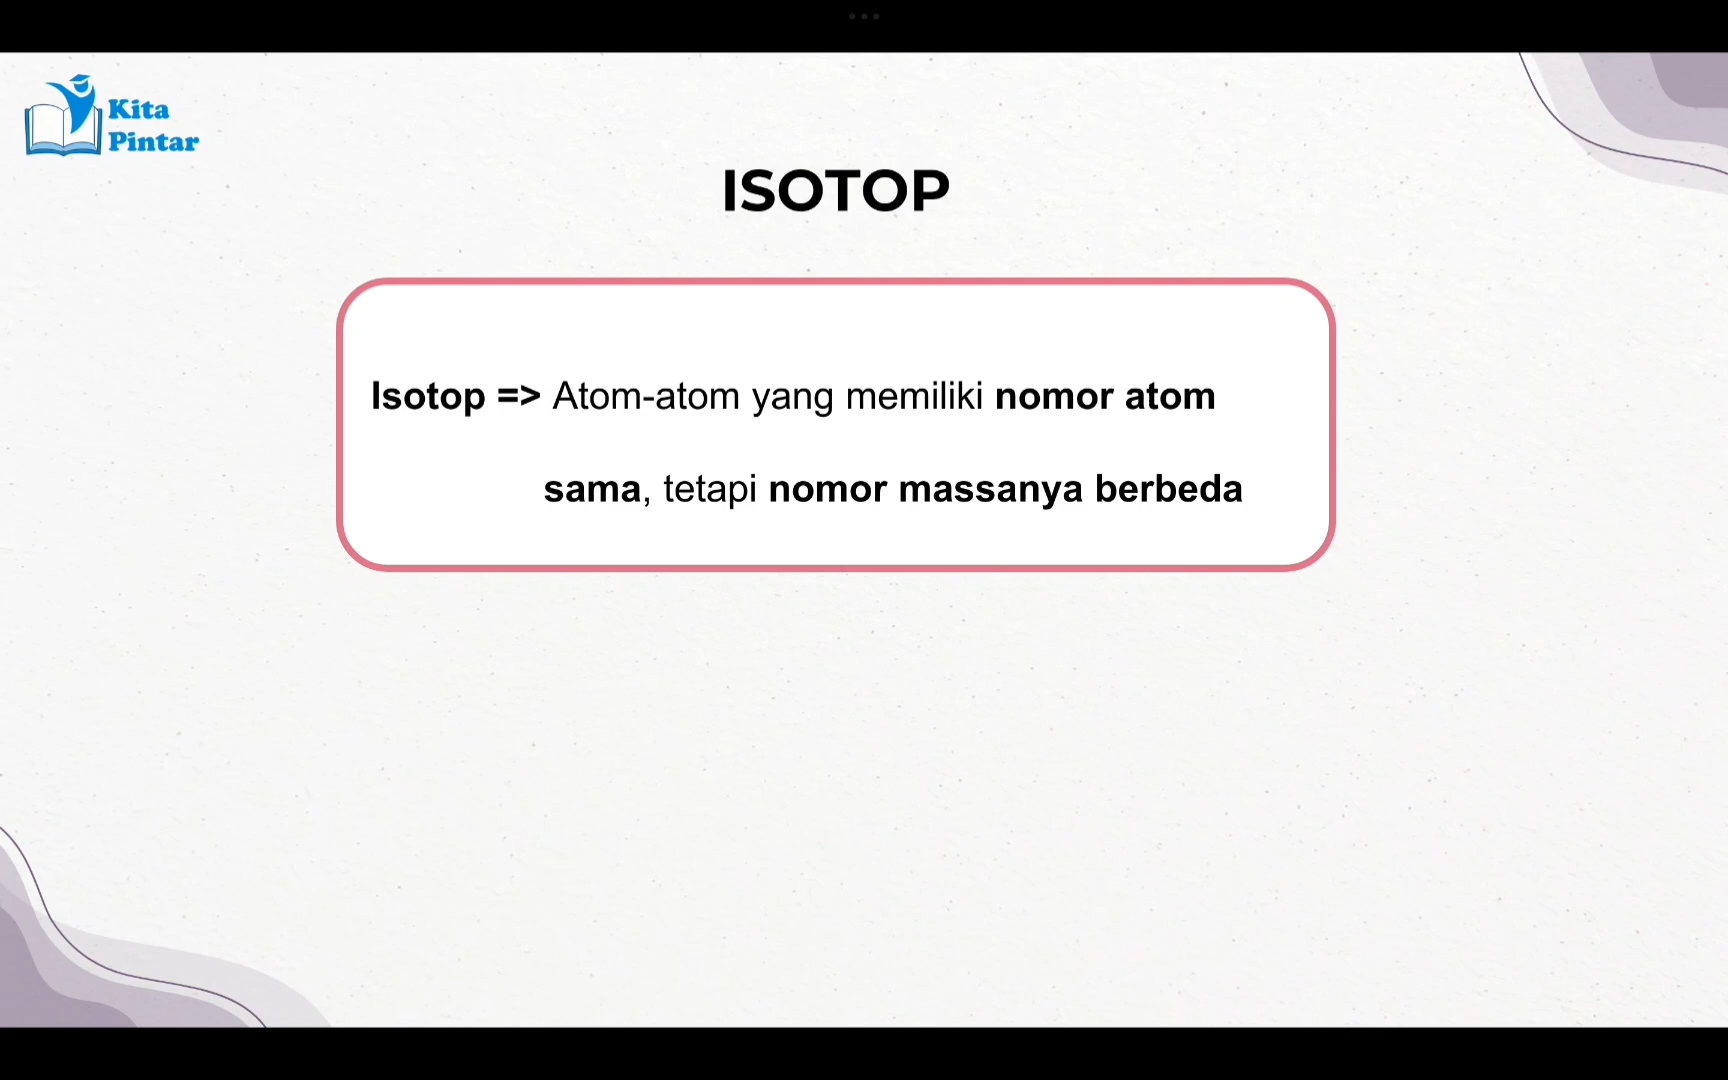 Kita
Pintar
ISOTOP
Isotop => Atom-atom yang memiliki nomor atom
sama, tetapi nomor massanya berbeda